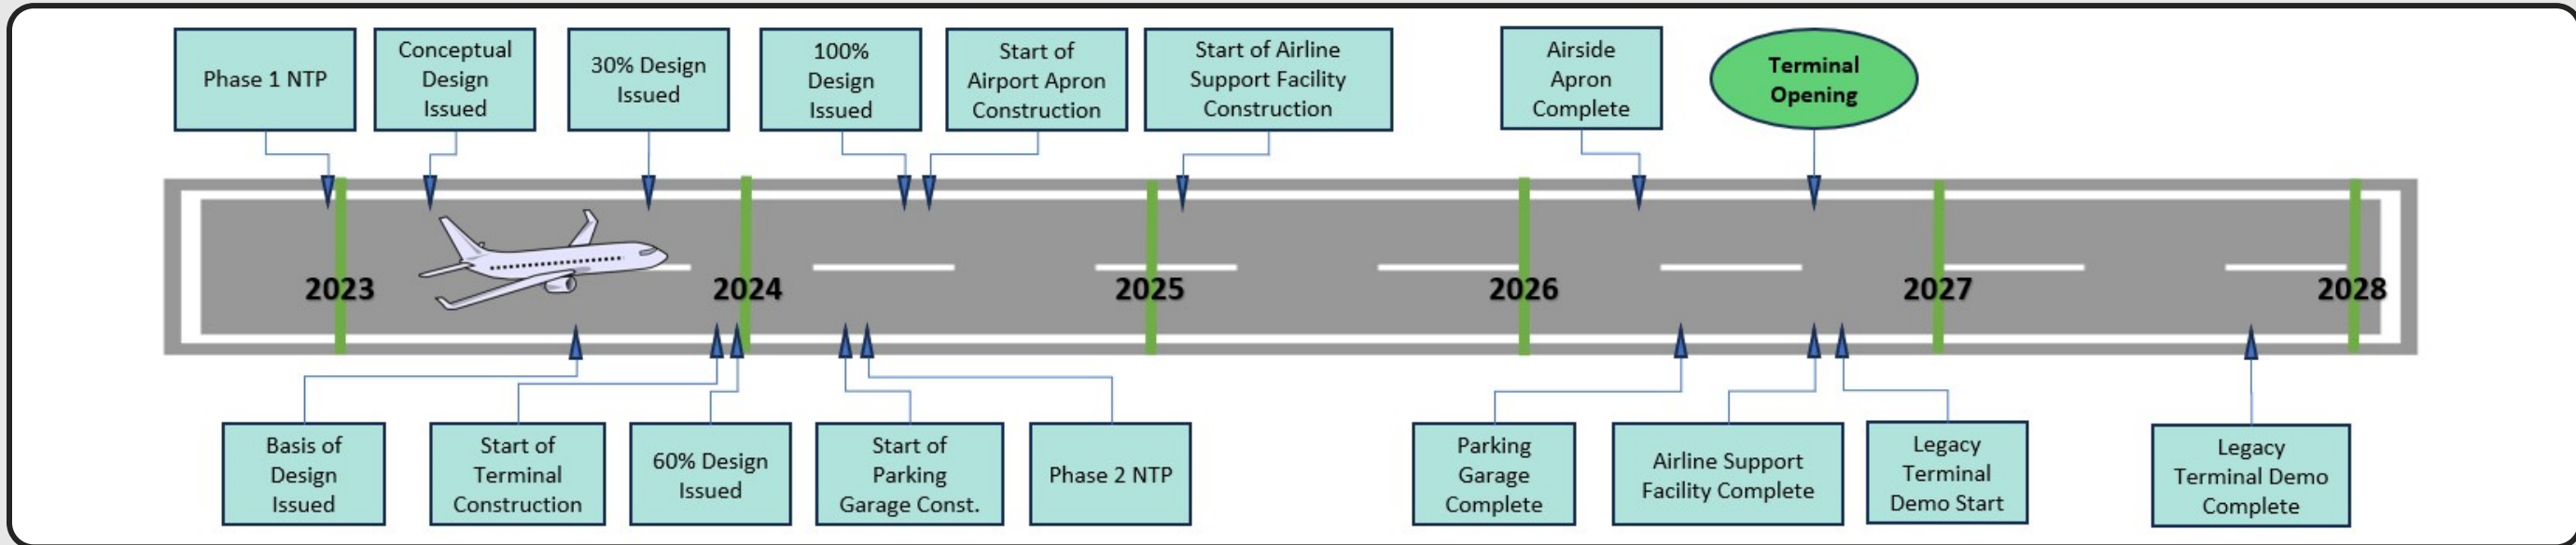 Phase 1 NTP
Conceptual
Design
Issued
30% Design
Issued
100%
Design
Issued
Start of
Airport Apron
Construction
Start of Airline
Support Facility
Construction
Airside
Apron
Complete
Terminal
Opening
2023
2024
2025
2026
2027
2028
Basis of
Design
Issued
Start of
Terminal
Construction
60% Design
Issued
Start of
Parking
Garage Const.
Phase 2 NTP
Parking
Garage
Complete
Airline Support
Facility Complete
Legacy
Terminal
Demo Start
Legacy
Terminal Demo
Complete